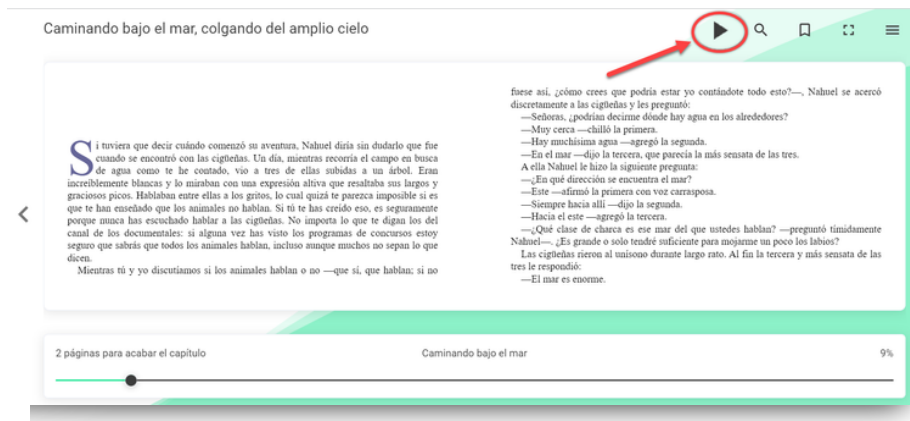 Caminando bajo el mar, colgando del amplio cielo
Si tuviera que decir cuándo comenzó su aventura, Nahuel diría sin dudarlo que fue
cuando se encontró con las cigüeñas. Un día, mientras recorría el campo en busca
de agua como te he contado, vio a tres de ellas subidas a un árbol. Eran
increíblemente blancas y lo miraban con una expresión altiva que resaltaba sus largos y
graciosos picos. Hablaban entre ellas a los gritos, lo cual quizá te parezca imposible si es
que te han enseñado que los animales no hablan. Si tú te has creído eso, es seguramente
porque nunca has escuchado hablar a las cigüeñas. No importa lo que te digan los del
canal de los documentales: si alguna vez has visto los programas de concursos estoy
seguro que sabrás que todos los animales hablan, incluso aunque muchos no sepan lo que
dicen.
Mientras tú y yo discutíamos si los animales hablan o no —que sí, que hablan; si no
fuese así, ¿cómo crees que podría estar yo contándote todo esto?—, Nahuel se acercó
discretamente a las cigüeñas y les preguntó:
—Señoras, ¿podrían decirme dónde hay agua en los alrededores?
—Muy cerca —chilló la primera.
—Hay muchísima agua —agregó la segunda.
—En el mar —dijo la tercera, que parecía la más sensata de las tres.
A ella Nahuel le hizo la siguiente pregunta:
—¿En qué dirección se encuentra el mar?
—Este —afirmó la primera con voz carrasposa.
—Siempre hacia allí —dijo la segunda.
—Hacia el este —agregó la tercera.
—¿Qué clase de charca es ese mar del que ustedes hablan? —preguntó tímidamente
Nahuel—. ¿Es grande o solo tendré suficiente para mojarme un poco los labios?
Las cigüeñas rieron al unísono durante largo rato. Al fin la tercera y más sensata de las
tres le respondió:
—El mar es enorme.
2 páginas para acabar el capítulo
Caminando bajo el mar
9%